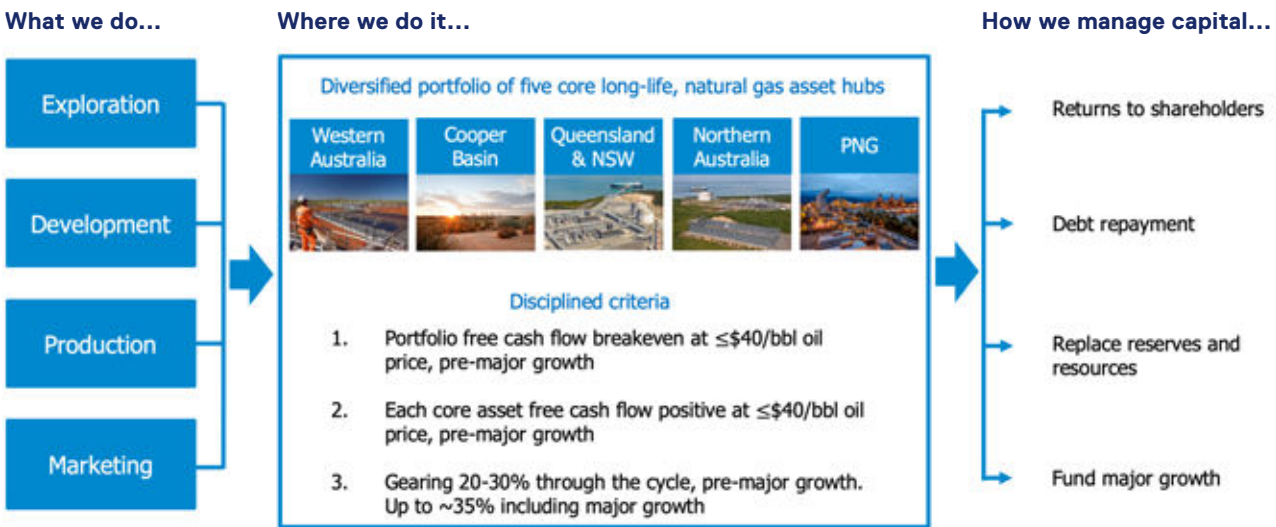 What we do...
Where we do it...
How we manage capital...
Exploration
Development
Production
Marketing
Diversified portfolio of five core long-life, natural gas asset hubs
Western
Australia
Cooper
Basin
Queensland
& NSW
Northern
Australia
PNG
Disciplined criteria
1. Portfolio free cash flow breakeven at ≤$40/bbl oil
price, pre-major growth
2. Each core asset free cash flow positive at ≤$40/bbl oil
price, pre-major growth
3. Gearing 20-30% through the cycle, pre-major growth.
Up to ~35% including major growth
Returns to shareholders
Debt repayment
Replace reserves and
resources
Fund major growth